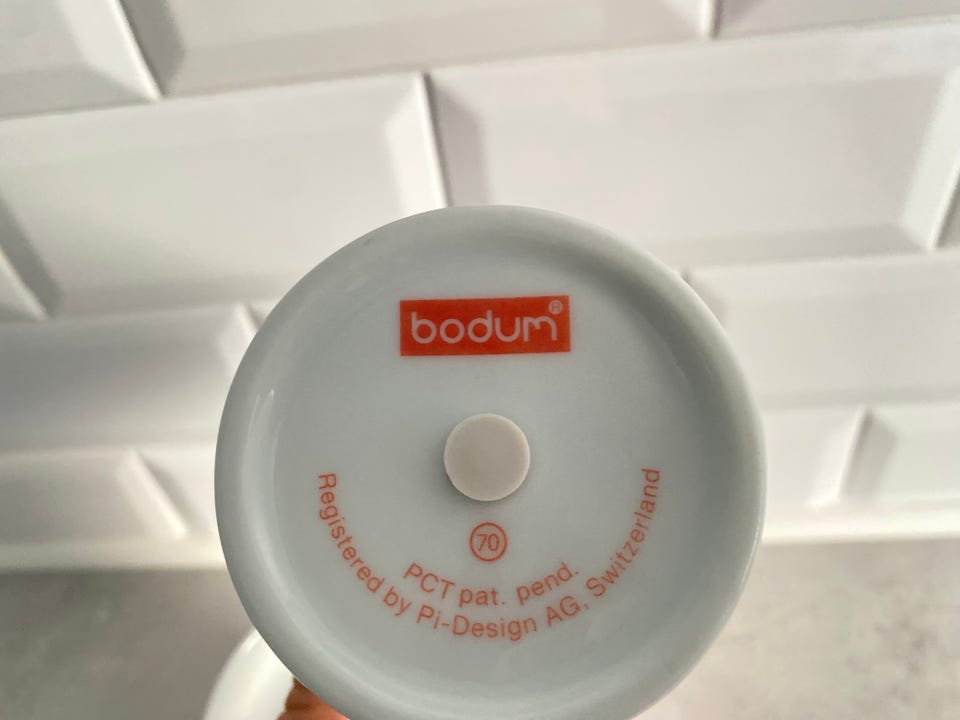 bodum®
70
PCT pat. pend.
Registered by Pi-Design AG, Switzerland